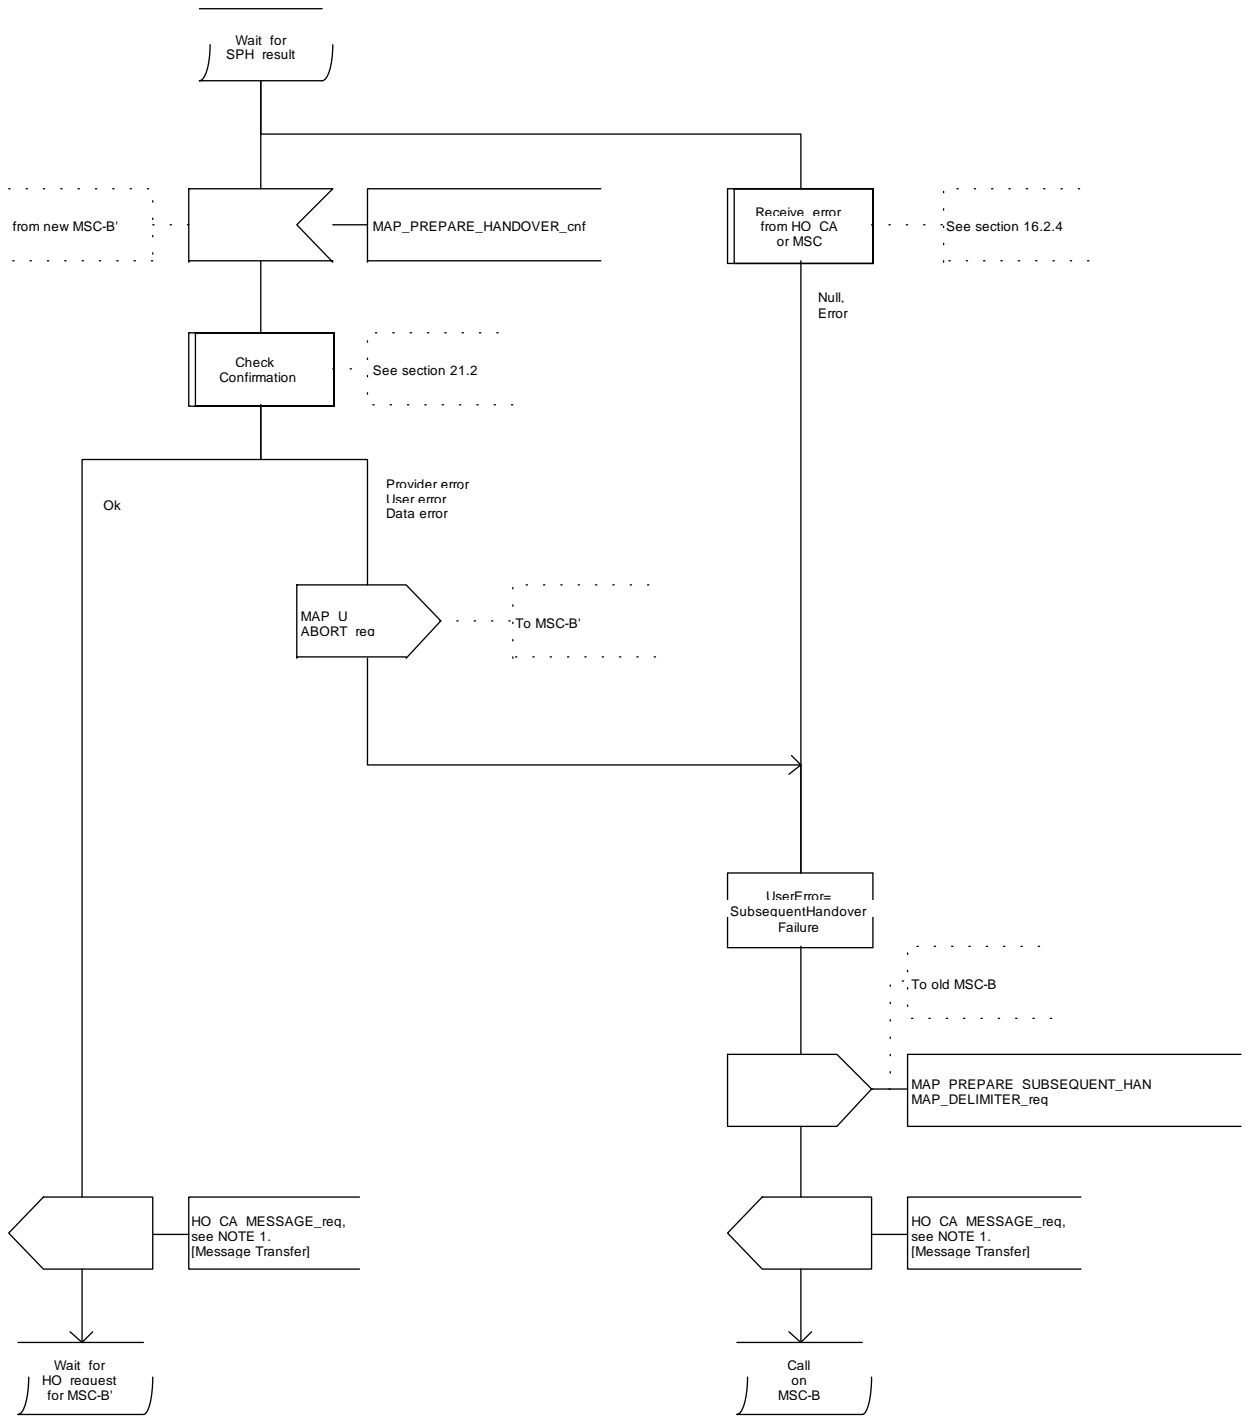 Wait for
SPH result
from new MSC-B'
MAP_PREPARE_HANDOVER_cnf
Receive error
from HO CA
or MSC
See section 16.2.4
Null,
Error
Check
Confirmation
See section 21.2
Ok
Provider error
User error
Data error
MAP U
ABORT req
To MSC-B'
UserError=
SubsequentHandover
Failure
To old MSC-B
MAP PREPARE SUBSEQUENT_HAN
MAP_DELIMITER_req
HO CA MESSAGE_req,
see NOTE 1.
[Message Transfer]
HO CA MESSAGE_req,
see NOTE 1.
[Message Transfer]
Wait for
HO request
for MSC-B'
Call
on
MSC-B